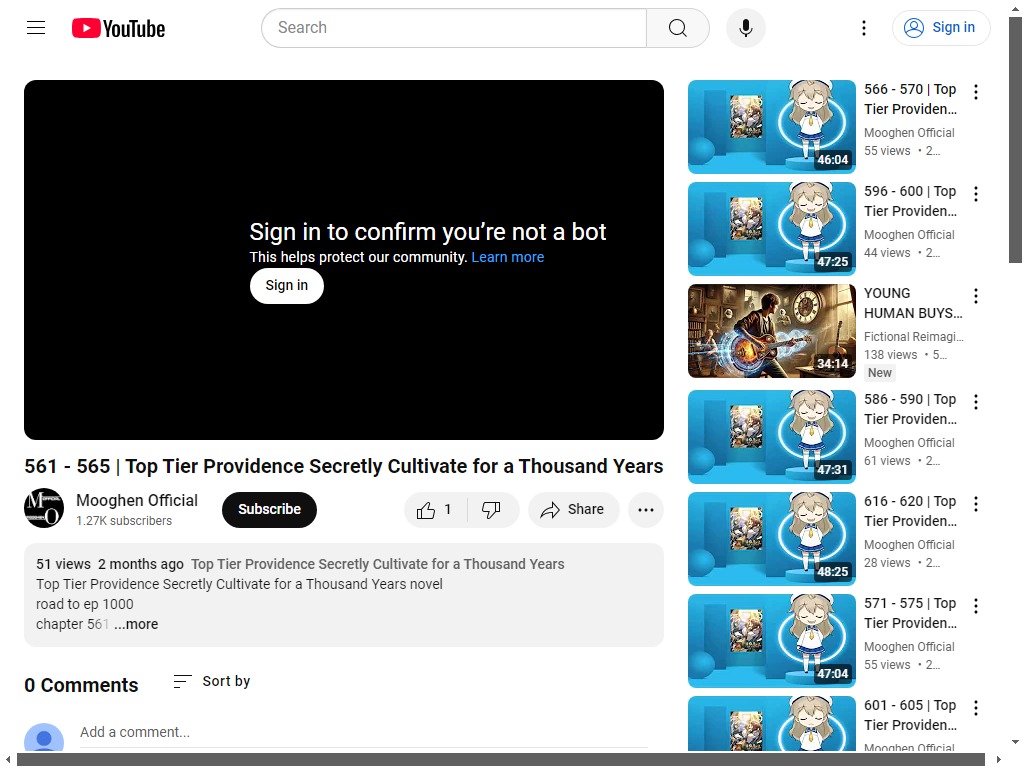 YouTube
Search
Sign in
Sign in to confirm you’re not a bot
This helps protect our community. Learn more
Sign in
561 - 565 | Top Tier Providence Secretly Cultivate for a Thousand Years
Mooghen Official
1.27K subscribers
Subscribe
1
Share
51 views 2 months ago Top Tier Providence Secretly Cultivate for a Thousand Years
Top Tier Providence Secretly Cultivate for a Thousand Years novel
road to ep 1000
chapter 561 ...more
0 Comments
Sort by
Add a comment...
46:04
566 - 570 | Top
Tier Providen...
Mooghen Official
55 views • 2...
47:25
596 - 600 | Top
Tier Providen...
Mooghen Official
44 views • 2...
34:14
YOUNG
HUMAN BUYS...
Fictional Reimagi...
138 views • 5...
New
47:31
586 - 590 | Top
Tier Providen...
Mooghen Official
61 views • 2...
48:25
616 - 620 | Top
Tier Providen...
Mooghen Official
28 views • 2...
47:04
571 - 575 | Top
Tier Providen...
Mooghen Official
55 views • 2...
601 - 605 | Top
Tier Providen...
Mooghen Official